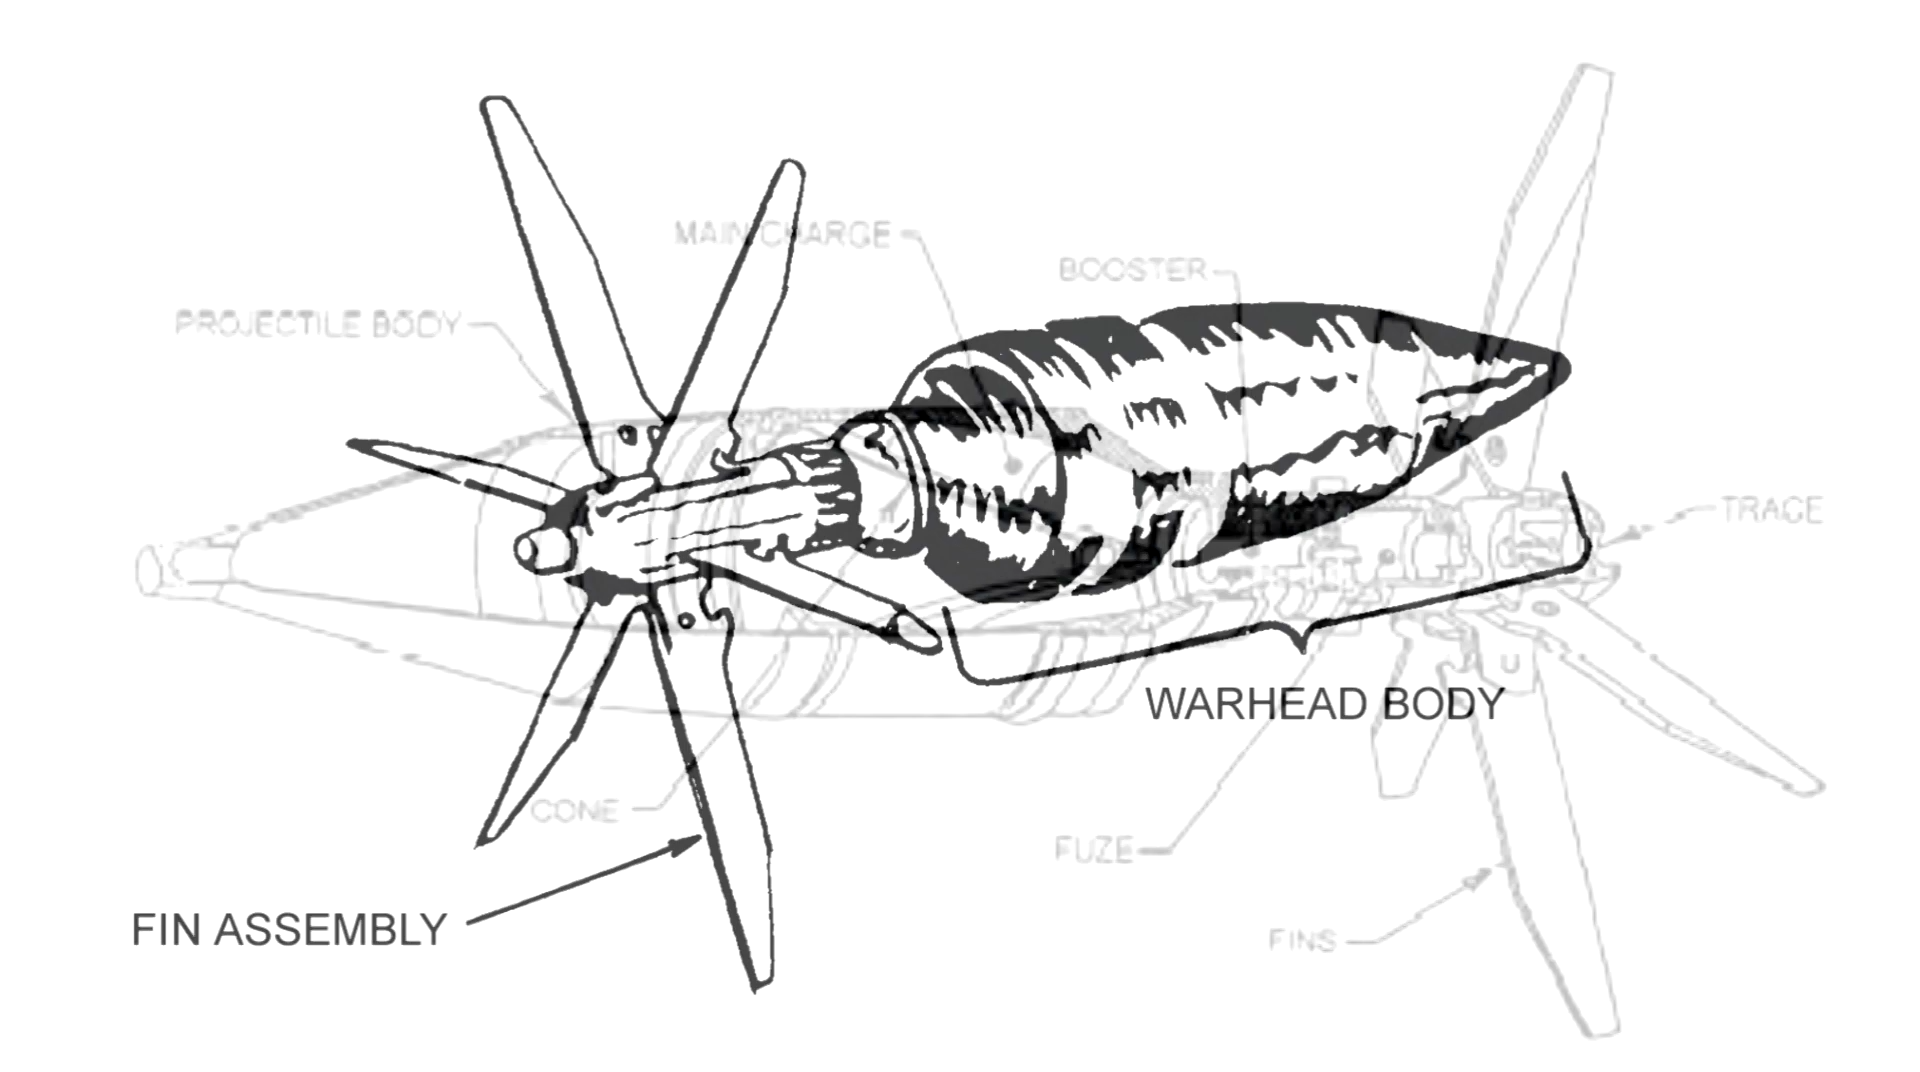 MAIN CHARGE
BOOSTER
PROJECTILE BODY
TRACE
WARHEAD BODY
CONE
FUZE
FIN ASSEMBLY
FINS